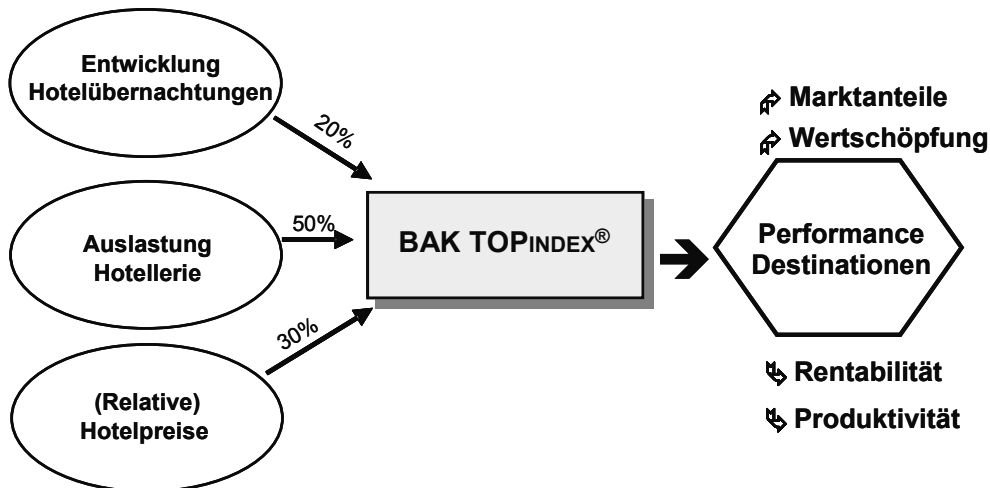 Entwicklung
Hotelübernachtungen
20%
Auslastung
Hotellerie
50%
(Relative)
Hotelpreise
30%
BAK TOPINDEX®
Marktanteile
Wertschöpfung
Performance
Destinationen
Rentabilität
Produktivität